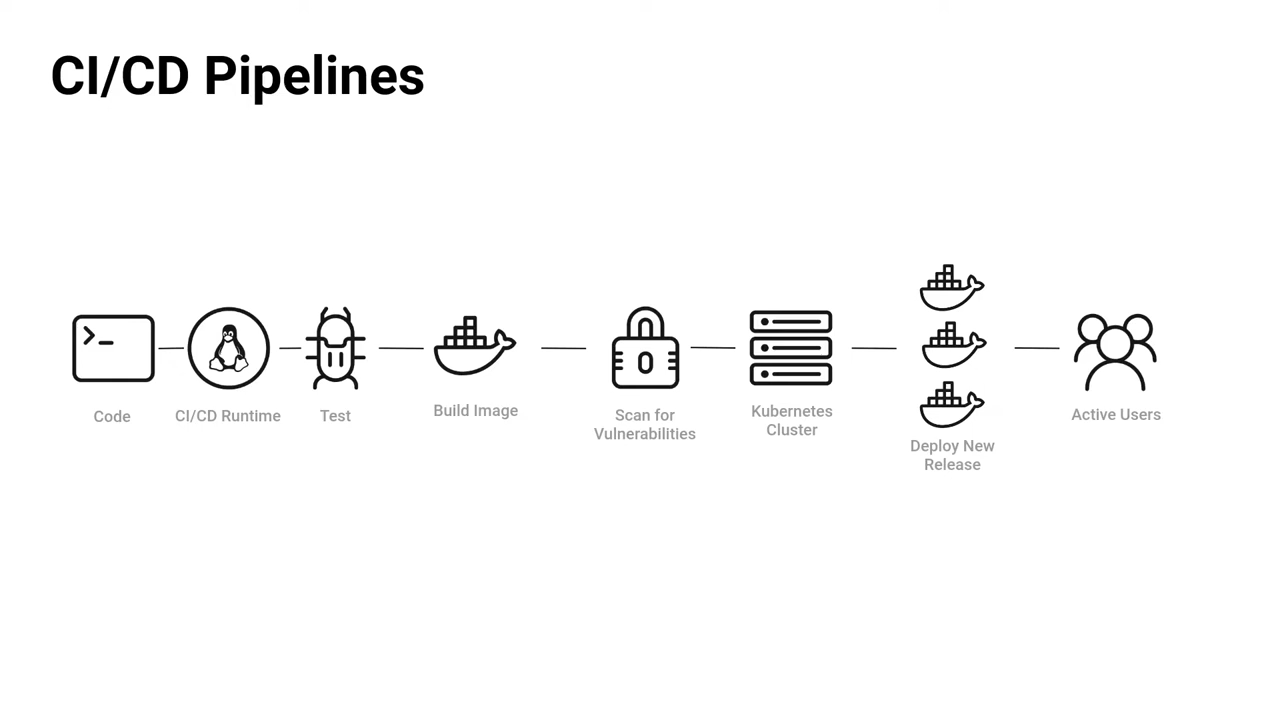 CI/CD Pipelines
Code
CI/CD Runtime
Test
Build Image
Scan for
Vulnerabilities
Kubernetes
Cluster
Deploy New
Release
Active Users